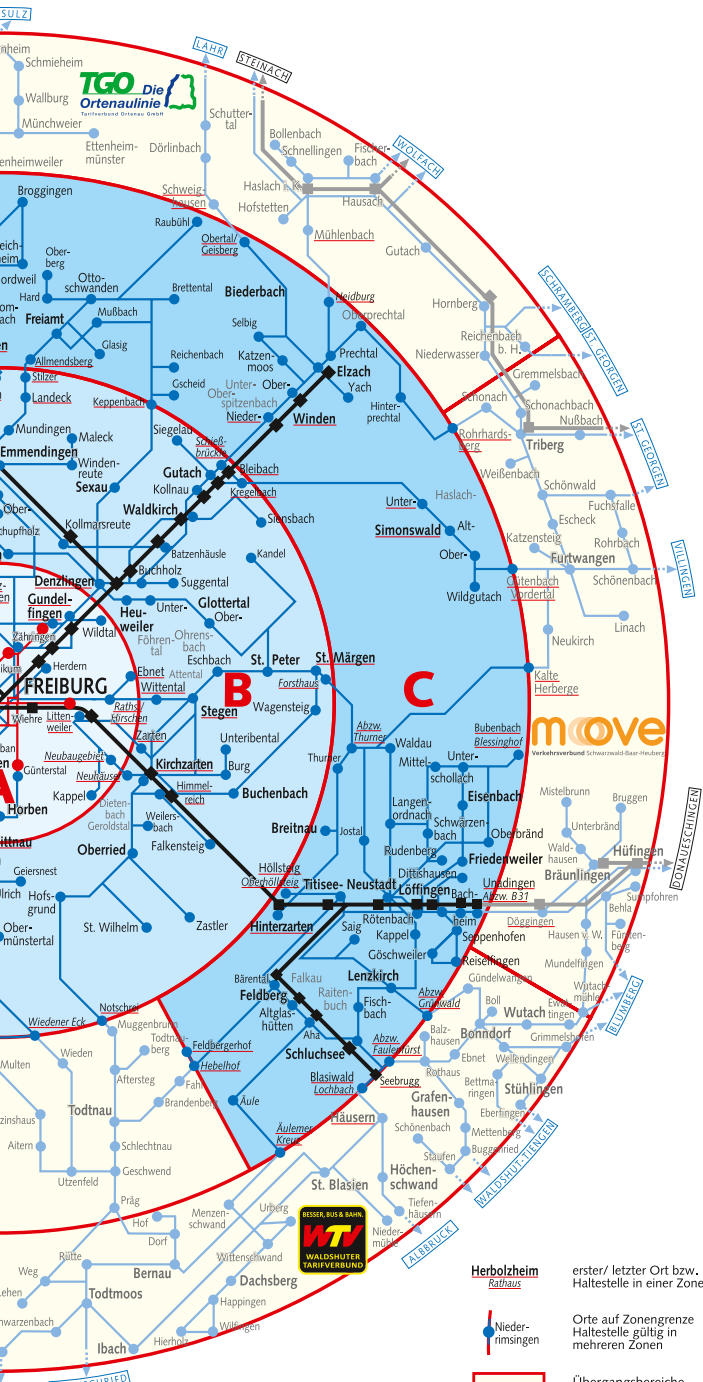 SULZ
Schmieheim
Wallburg
Münchweier
Ettenheim-
münster
TGO Die
Ortenaulinie
Tarifverbund Ortenau GmbH
LAHR
STEINACH
Schutter-
tal
Dörlinbach
Schweig-
hausen
Bollenbach
Schnellingen
Fischer-
bach
WOLFACH
Haslach i. K.
Hausach
Hofstetten
Mühlenbach
Gutach
Hornberg
Reichenbach
b. H.
Niederwasser
SCHRAMBERG
ST. GEORGEN
Gremmelsbach
Schonach
Schonachbach
Nußbach
ST. GEORGEN
Triberg
Rohrhards-
berg
Weißenbach
Schönwald
Fuchsfalle
Escheck
Katzensteig
Rohrbach
Furtwangen
Schönenbach
VILLINGEN
Gütenbach
Vordertal
Linach
Neukirch
Kalte
Herberge
Broggingen
Raubühl
Obertal/
Geisberg
Ober-
berg
Otto-
schwanden
Hard
Brettental
Biederbach
Heidburg
Oberprechtal
Freiamt
Mußbach
Glasig
Selbig
Katzen-
moos
Prechtal
Elzach
Yach
Hinter-
prechtal
Allmendsberg
Stilzer
Landeck
Reichenbach
Gscheid
Keppenbach
Unter-
Ober-
spitzenbach
Ober-
Nieder-
Winden
Mundingen
Maleck
Emmendingen
Winden-
reute
Sexau
Siegelau
Schieß-
brückle
Gutach
Bleibach
Kollnau
Kregelbach
Waldkirch
Siensbach
Kollmarsreute
Batzenhäusle
Buchholz
Suggental
Denzlingen
Kandel
Haslach-
Unter-
Simonswald
Alt-
Ober-
Wildgutach
Gundel-
fingen
Wildtal
Zähringen
Herdern
Heu-
weiler
Unter-
Glottertal
Ober-
Föhren-
tal
Ohrens-
bach
Eschbach
Attental
St. Peter
St. Märgen
Forsthaus
Wagensteig
FREIBURG
Wiehre
Litten-
weiler
Ebnet
Wittental
Raths/
Hirschen
Stegen
B
C
A
Zarten
Neubaugebiet
Neuhäuser
Kirchzarten
Himmel-
reich
Unteribental
Burg
Buchenbach
Günterstal
Kappel
Horben
Dieten-
bach
Geroldstal
Weilers-
bach
Oberried
Falkensteig
Breitnau
Abzw.
Thurner
Thurner
Waldau
Mittel-
Unter-
schollach
Bubenbach
Blessinghof
Eisenbach
Langen-
ordnach
Schwärzen-
bach
Oberbränd
Jostal
Rudenberg
Friedenweiler
Dittishausen
Höllsteig
Oberhöllsteig
Titisee-
Neustadt
Löffingen
Bach-
heim
Unadingen
Abzw. B31
Hinterzarten
Saig
Rötenbach
Kappel
Göschweiler
Seppenhofen
Reiselfingen
moove
Verkehrsverbund Schwarzwald-Baar-Heuberg
Mistelbrunn
Bruggen
Unterbränd
Wald-
hausen
Hüfingen
Bräunlingen
DONAUESCHINGEN
Sumpfohren
Behla
Fürsten-
berg
Döggingen
Hausen v. W.
Mundelfingen
Geiersnest
Hofs-
grund
Ober-
münstertal
St. Wilhelm
Zastler
Bärental
Feldberg
Falkau
Altglas-
hütten
Raiten-
buch
Lenzkirch
Fisch-
bach
Aha
Schluchsee
Abzw.
Grünwald
Abzw.
Faulenfürst
Seebrugg
Blasiwald
Lochbach
Gündelwangen
Boll
Wutach
Wutach-
mühle
Ewat-
tingen
BLUMBERG
Balz-
hausen
Bonndorf
Grimmelshofen
Ebnet
Wellendingen
Rothaus
Bettma-
ringen
Stühlingen
Grafen-
hausen
Eberfingen
Mettenberg
Schönenbach
Buggenried
Staufen
WALDSHUT-TIENGEN
Wiedener Eck
Notschrei
Muggenbrunn
Todtnau-
berg
Feldbergerhof
Hebelhof
Fahl
Brandenberg
Äule
Äulemer
Kreuz
Häusern
Höchen-
schwand
St. Blasien
Tiefen-
häusern
Nieder-
mühle
ALBBRUCK
Multen
Wieden
Aftersteg
Todtnau
Aitern
Schlechtnau
Utzenfeld
Geschwend
Präg
Hof
Dorf
Menzen-
schwand
Urberg
Wittenschwand
Bernau
Rütte
Weg
Todtmoos
Dachsberg
Happingen
Wilfingen
Hierholz
Ibach
BESSER, BUS & BAHN.
WTV
WALDSHUTER
TARIFVERBUND
Herbolzheim
Rathaus
erster/ letzter Ort bzw.
Haltestelle in einer Zone
Nieder-
rimsingen
Orte auf Zonengrenze
Haltestelle gültig in
mehreren Zonen
Übergangsbereiche